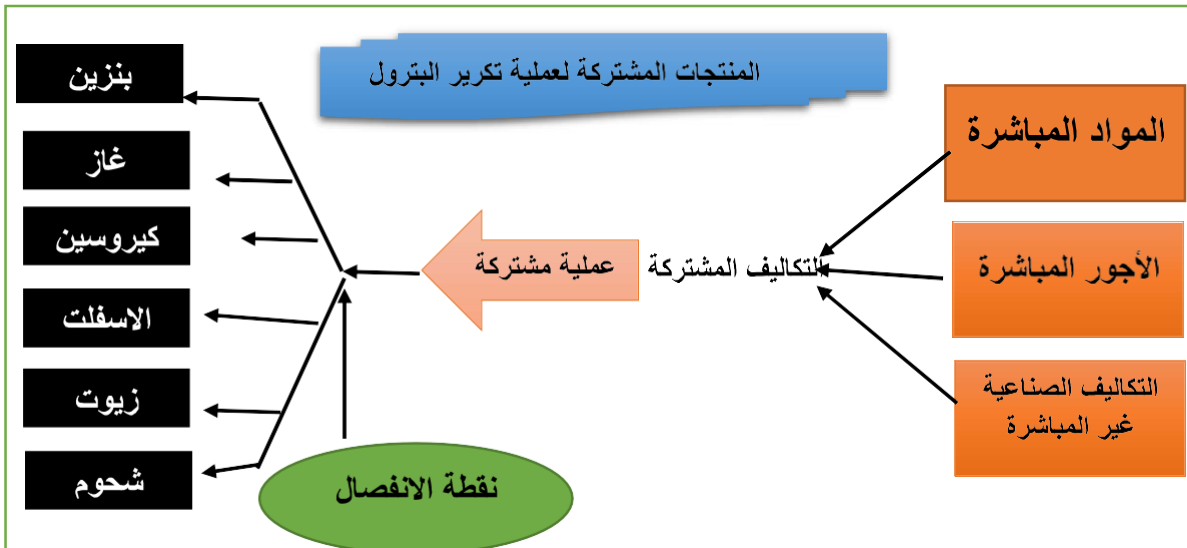 المنتجات المشتركة لعملية تكرير البترول
المواد المباشرة
الأجور المباشرة
التكاليف الصناعية
غير المباشرة
التكاليف المشتركة
عملية مشتركة
نقطة الانفصال
بنزين
غاز
كيروسين
الاسفلت
زيوت
شحوم